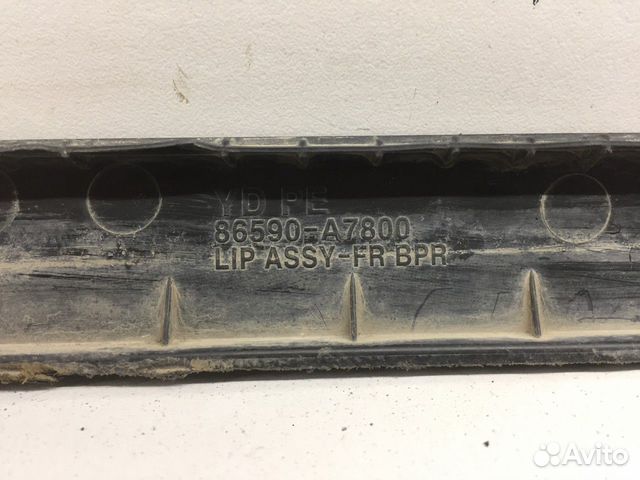 YD PE
86590-A7800
LIP ASSY-FR BPR
Avito